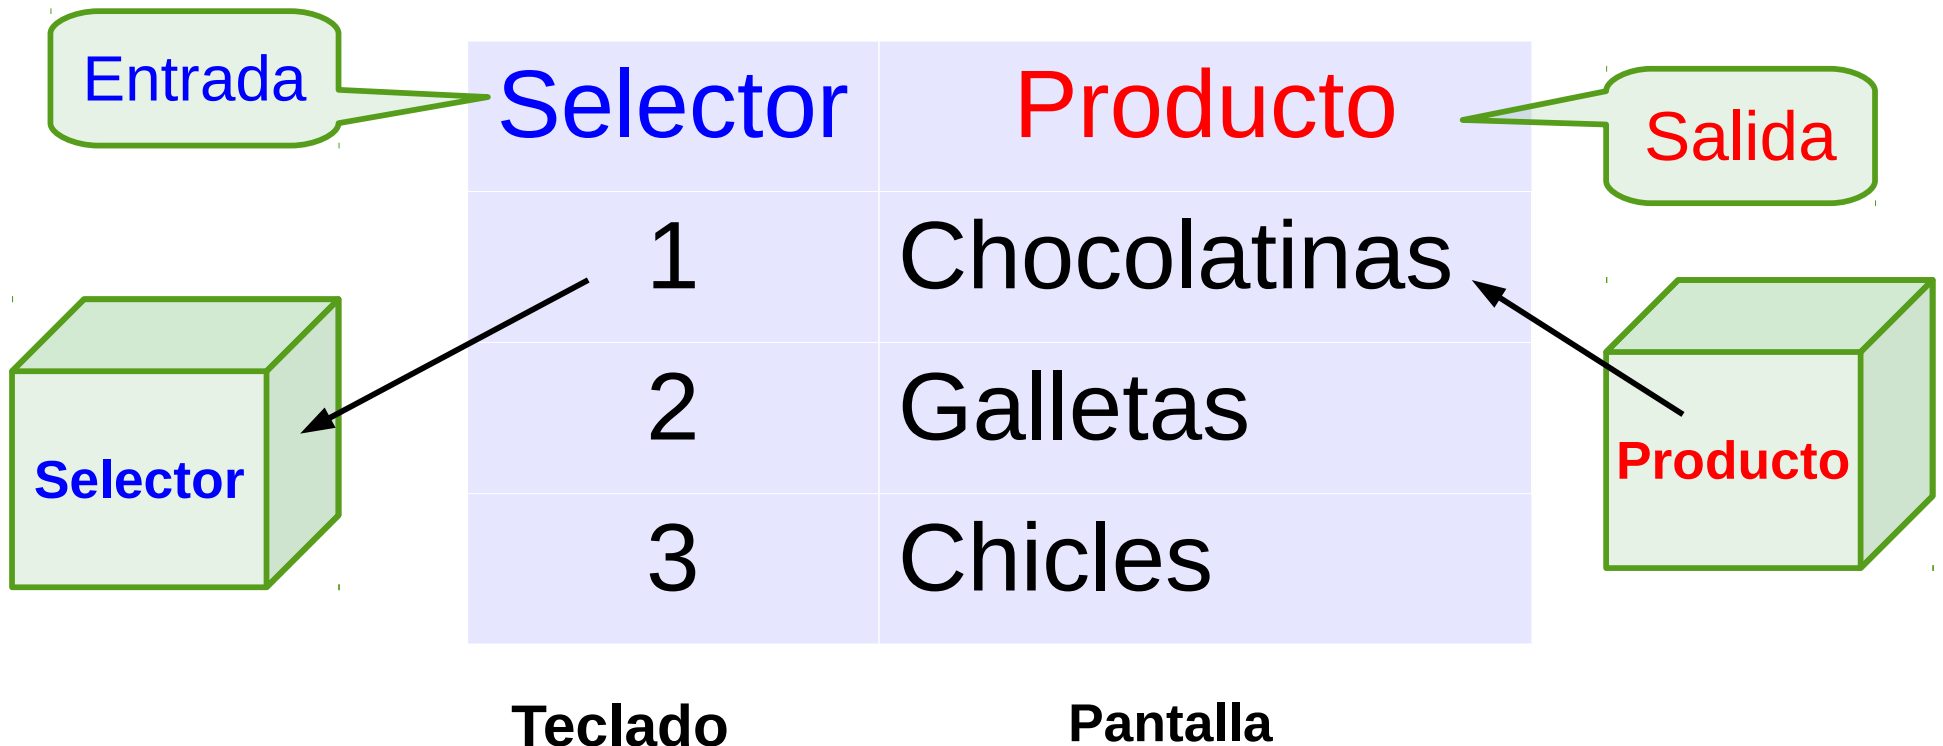 Entrada
Selector Producto
Salida
1 Chocolatinas
2 Galletas
3 Chicles
Selector
Producto
Teclado Pantalla